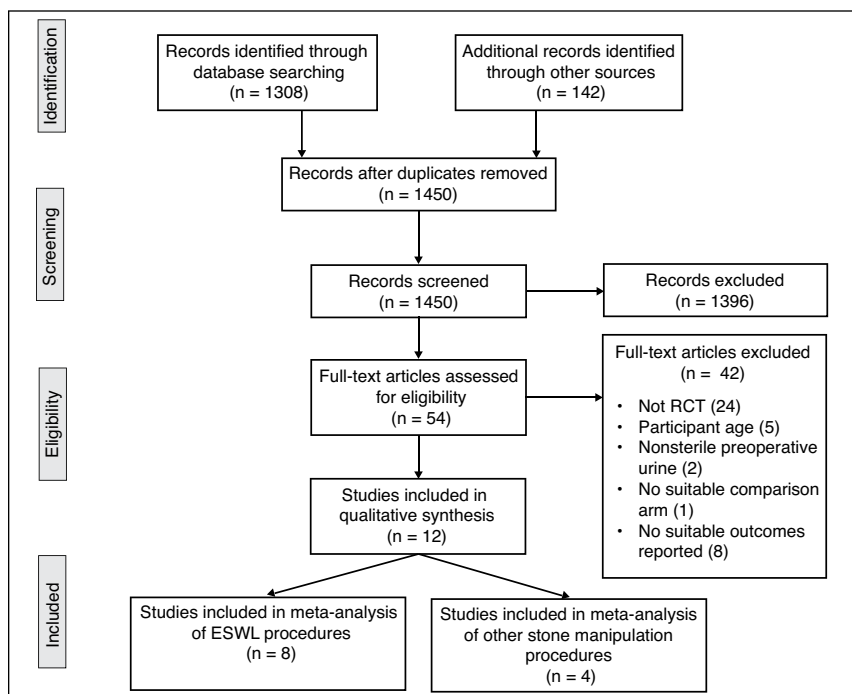 Identification
Records identified through
database searching
(n = 1308)
Additional records identified
through other sources
(n = 142)
Records after duplicates removed
(n = 1450)
Screening
Records screened
(n = 1450)
Records excluded
(n = 1396)
Eligibility
Full-text articles assessed
for eligibility
(n = 54)
Full-text articles excluded
(n = 42)
• Not RCT (24)
• Participant age (5)
• Nonsterile preoperative
urine (2)
• No suitable comparison
arm (1)
• No suitable outcomes
reported (8)
Studies included in
qualitative synthesis
(n = 12)
Included
Studies included in meta-analysis
of ESWL procedures
(n = 8)
Studies included in meta-analysis
of other stone manipulation
procedures
(n = 4)